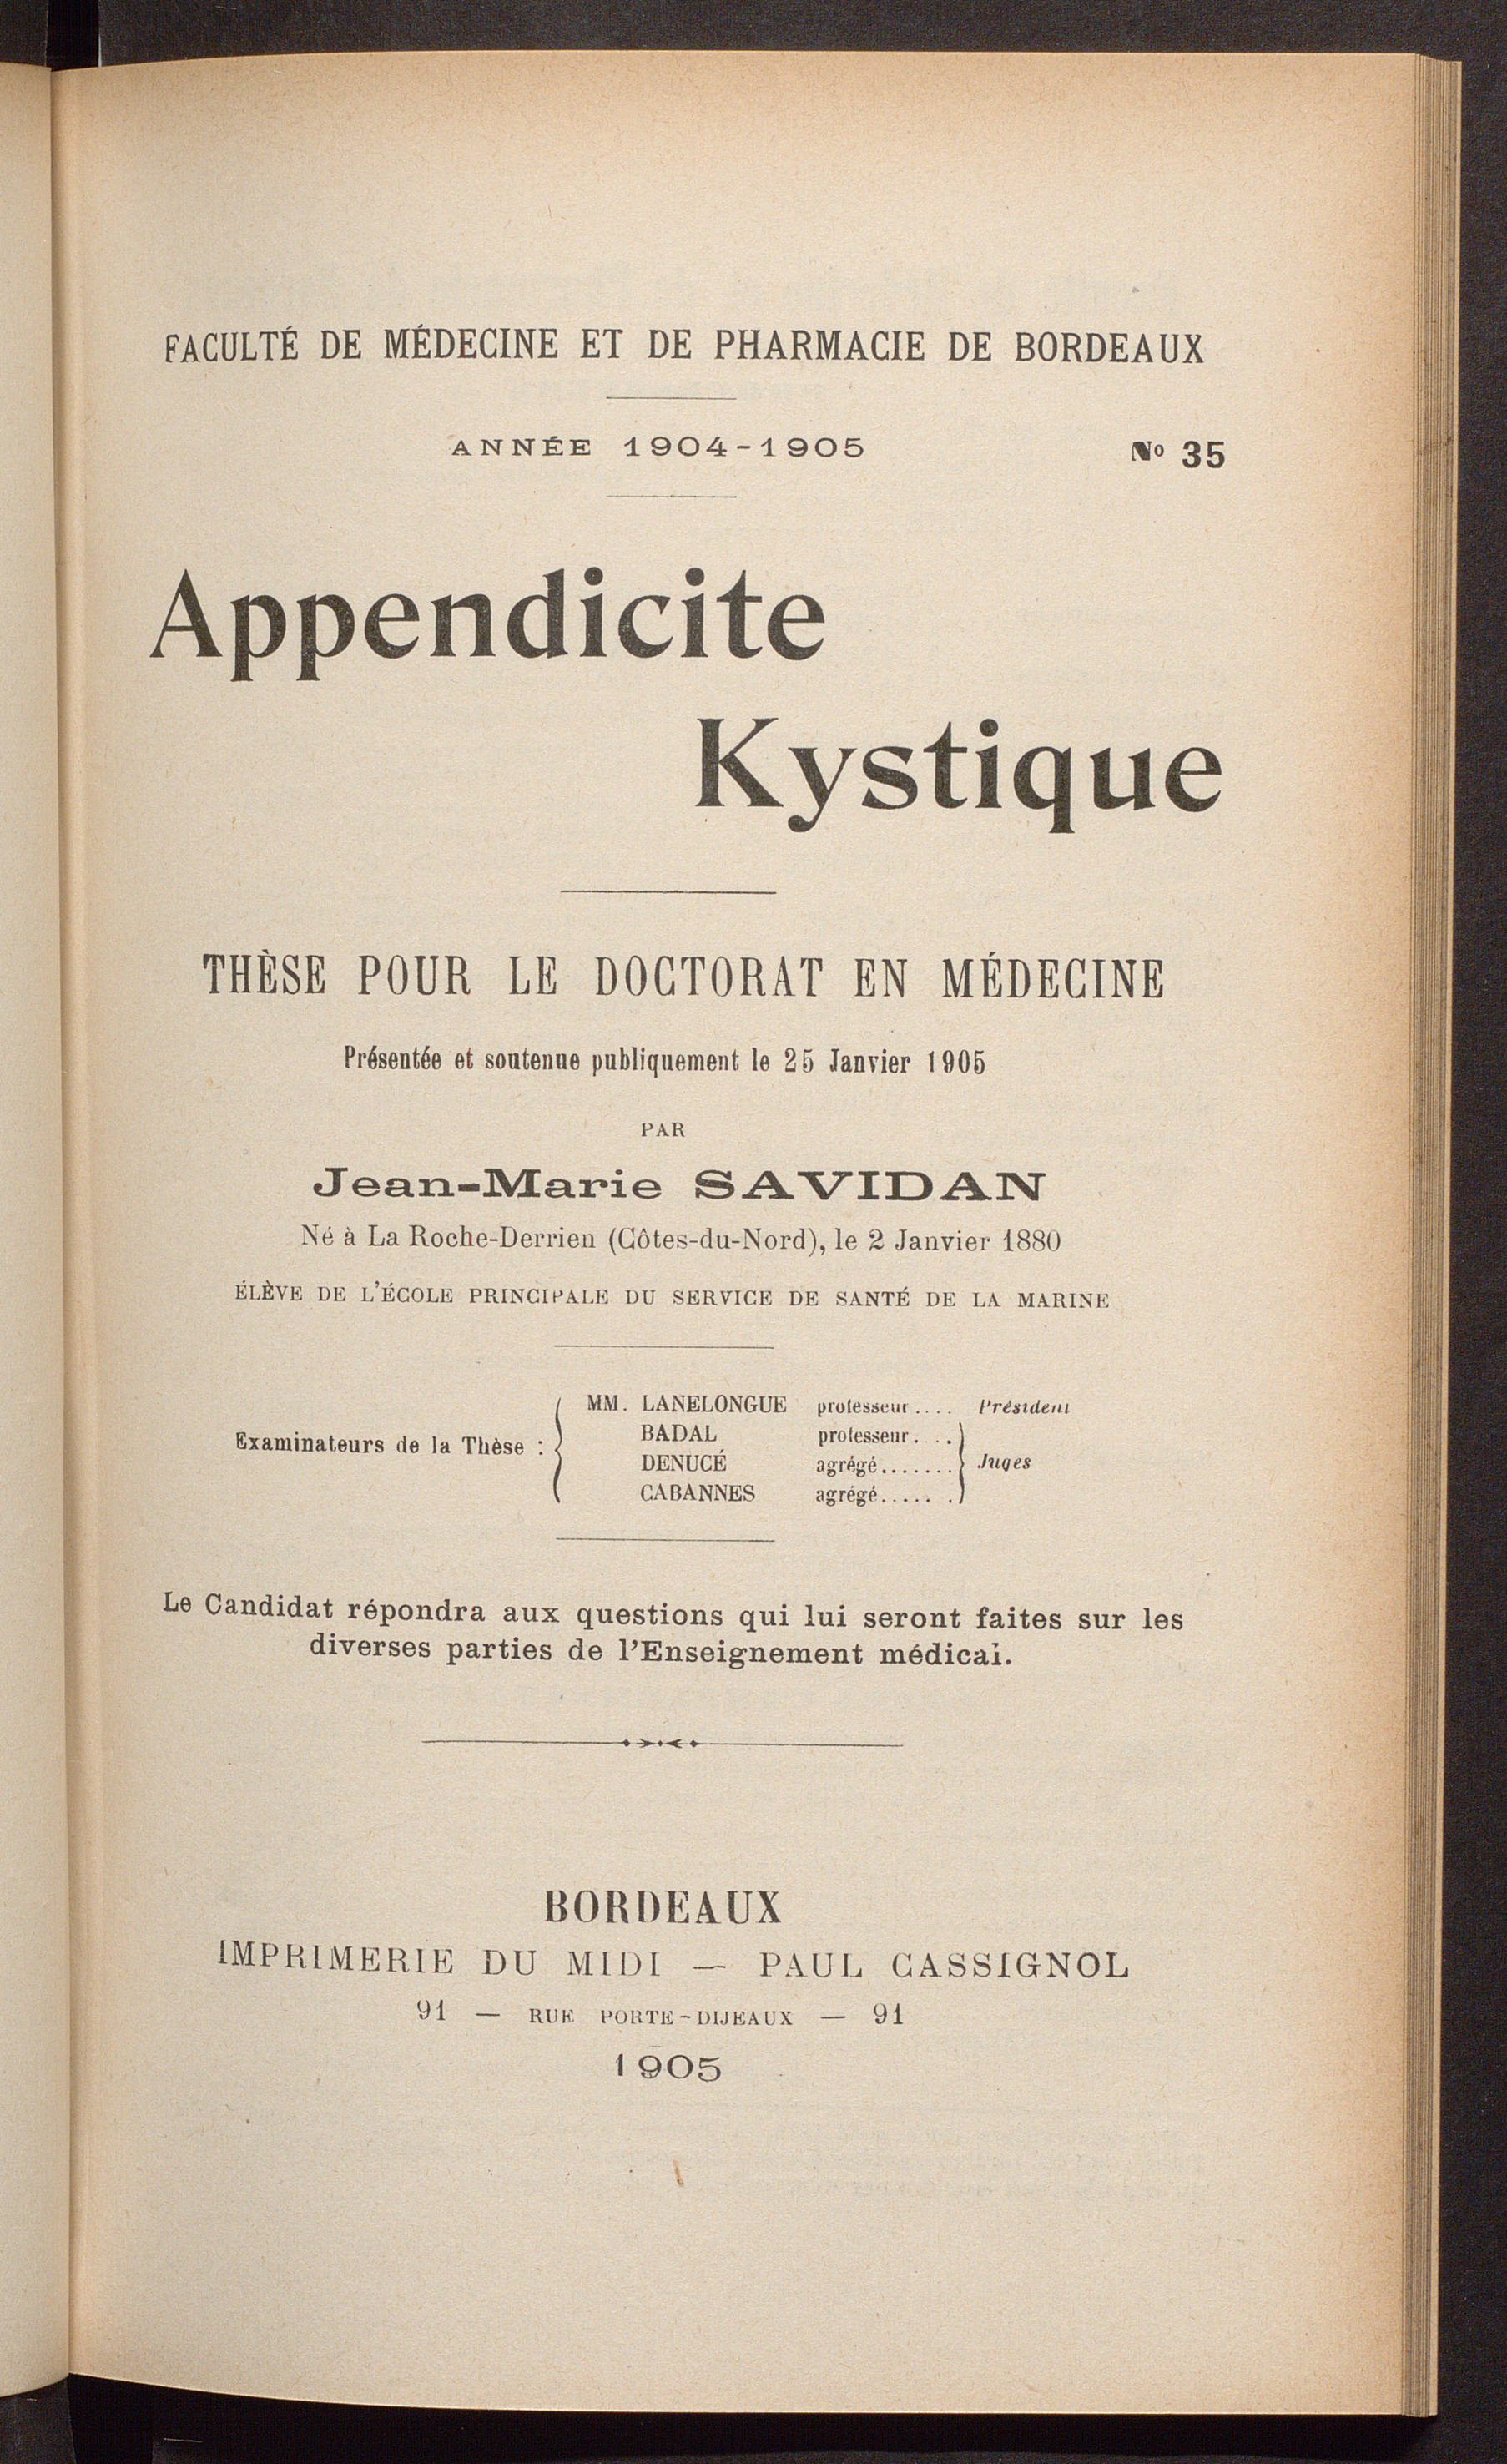 FACULTÉ DE MÉDECINE ET DE PHARMACIE DE BORDEAUX
ANNÉE 1904-1905 No 35
Appendicite
Kystique
THÈSE POUR LE DOCTORAT EN MÉDECINE
Présentée et soutenue publiquement le 25 Janvier 1905
PAR
Jean-Marie SAVIDAN
Né à La Roche-Derrien (Côtes-du-Nord), le 2 Janvier 1880
ÉLÈVE DE L'ÉCOLE PRINCIPALE DU SERVICE DE SANTÉ DE LA MARINE
Examinateurs de la Thèse :
MM. LANELONGUE professeur.... Président
BADAL professeur....
DENUCÉ agrégé....... Juges
CABANNES agrégé..... .
Le Candidat répondra aux questions qui lui seront faites sur les
diverses parties de l'Enseignement médical.
BORDEAUX
IMPRIMERIE DU MIDI — PAUL CASSIGNOL
91 — RUE PORTE-DIJEAUX — 91
1905